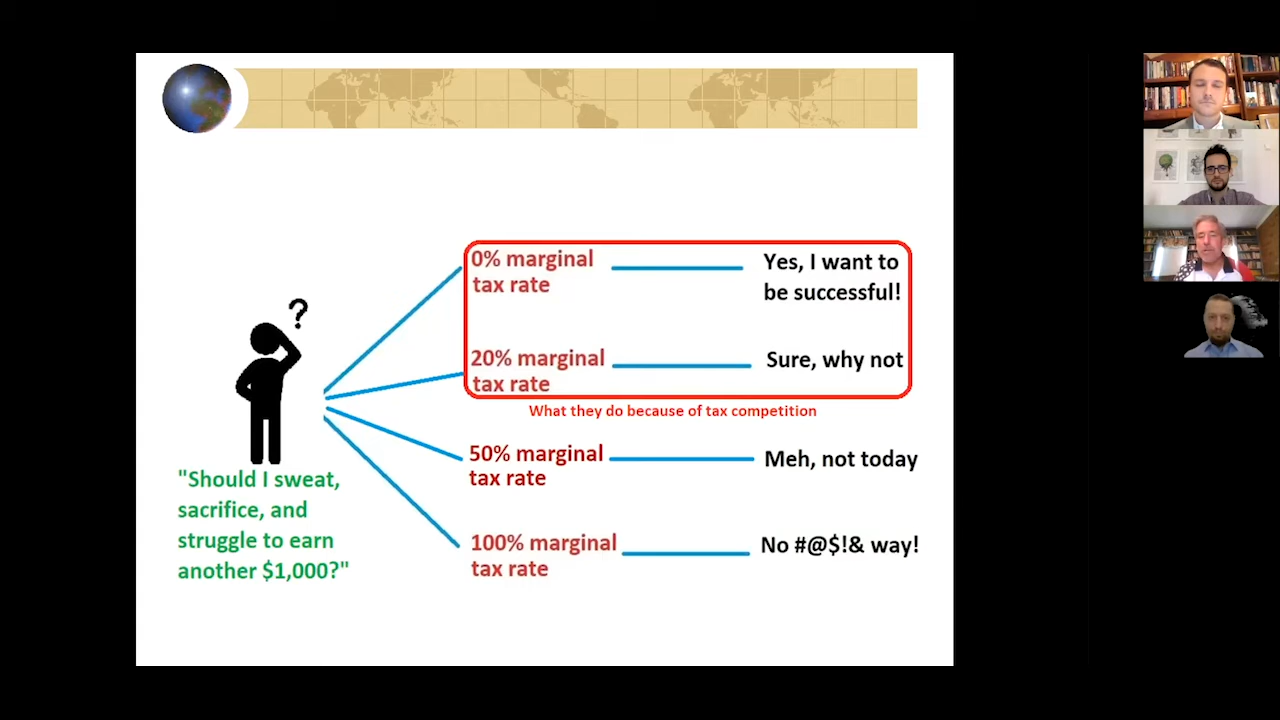 ?
0% marginal
tax rate
Yes, I want to
be successful!
20% marginal
tax rate
Sure, why not
What they do because of tax competition
50% marginal
tax rate
Meh, not today
"Should I sweat,
sacrifice, and
struggle to earn
another $1,000?"
100% marginal
tax rate
No #@$!& way!